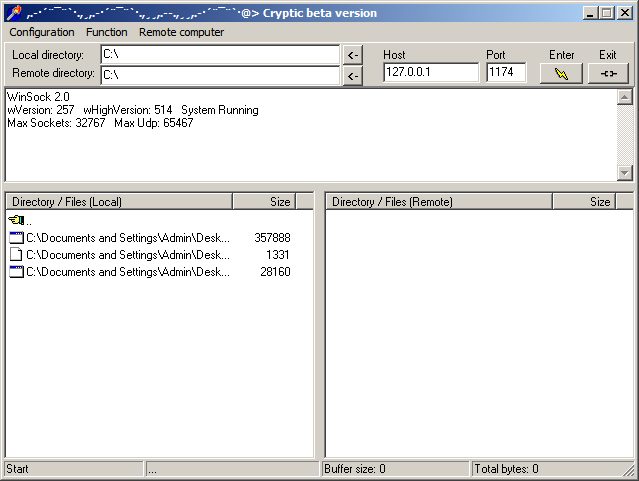 ,.-·´¯¨`·.,,.-·´¯¨`·.,,.-·´¯¨`·-.,,.--.,,.-·´¯¨`·@> Cryptic beta version
Configuration Function Remote computer
Local directory: C:\ <- Host Port Enter Exit
Remote directory: C:\ <- 127.0.0.1 1174
WinSock 2.0
wVersion: 257 wHighVersion: 514 System Running
Max Sockets: 32767 Max Udp: 65467
Directory / Files (Local) Size Directory / Files (Remote) Size
..
C:\Documents and Settings\Admin\Desk... 357888
C:\Documents and Settings\Admin\Desk... 1331
C:\Documents and Settings\Admin\Desk... 28160
Start ... Buffer size: 0 Total bytes: 0